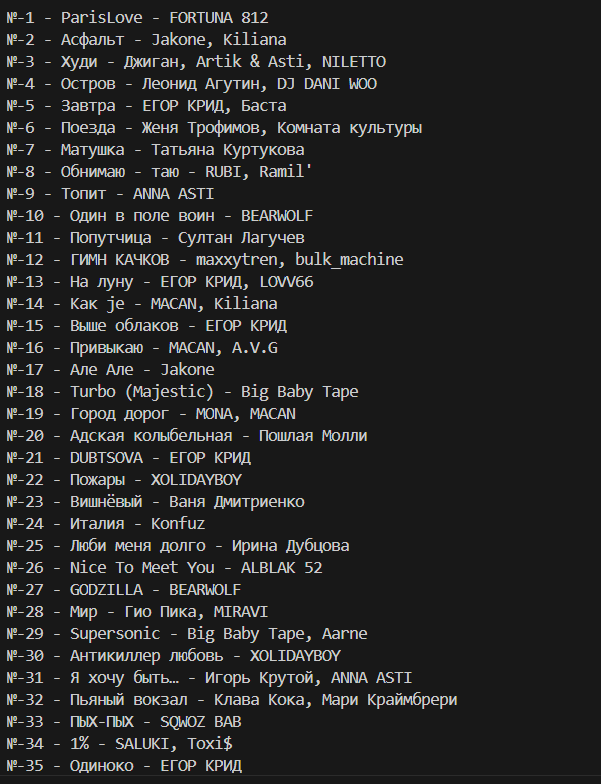 №-1 - ParisLove - FORTUNA 812
№-2 - Асфальт - Jakone, Kiliana
№-3 - Худи - Джиган, Artik & Asti, NILETTO
№-4 - Остров - Леонид Агутин, DJ DANI WOO
№-5 - Завтра - ЕГОР КРИД, Баста
№-6 - Поезда - Женя Трофимов, Комната культуры
№-7 - Матушка - Татьяна Куртукова
№-8 - Обнимаю - таю - RUBI, Ramil'
№-9 - Топит - ANNA ASTI
№-10 - Один в поле воин - BEARWOLF
№-11 - Попутчица - Султан Лагучев
№-12 - ГИМН КАЧКОВ - maxxytren, bulk_machine
№-13 - На луну - ЕГОР КРИД, LOVV66
№-14 - Как je - MACAN, Kiliana
№-15 - Выше облаков - ЕГОР КРИД
№-16 - Привыкаю - MACAN, A.V.G
№-17 - Але Але - Jakone
№-18 - Turbo (Majestic) - Big Baby Tape
№-19 - Город дорог - MONA, MACAN
№-20 - Адская колыбельная - Пошлая Молли
№-21 - DUBTSOVA - ЕГОР КРИД
№-22 - Пожары - XOLIDAYBOY
№-23 - Вишнёвый - Ваня Дмитриенко
№-24 - Италия - Konfuz
№-25 - Люби меня долго - Ирина Дубцова
№-26 - Nice To Meet You - ALBLAK 52
№-27 - GODZILLA - BEARWOLF
№-28 - Мир - Гио Пика, MIRAVI
№-29 - Supersonic - Big Baby Tape, Aarne
№-30 - Антикиллер любовь - XOLIDAYBOY
№-31 - Я хочу быть… - Игорь Крутой, ANNA ASTI
№-32 - Пьяный вокзал - Клава Кока, Мари Краймбрери
№-33 - ПЫХ-ПЫХ - SQWOZ BAB
№-34 - 1% - SALUKI, Toxi$
№-35 - Одиноко - ЕГОР КРИД